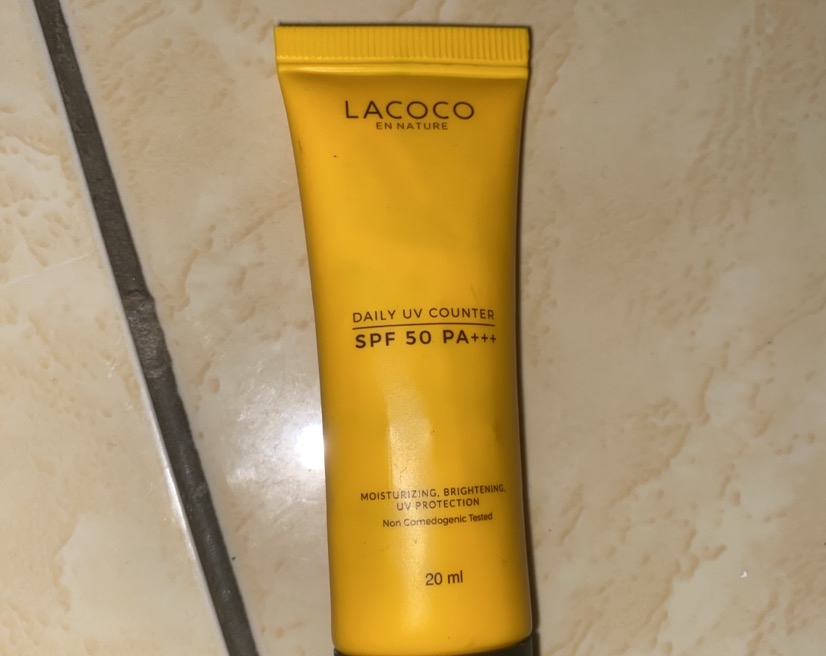 LACOCO
EN NATURE
DAILY UV COUNTER
SPF 50 PA+++
MOISTURIZING, BRIGHTENING,
UV PROTECTION
Non Comedogenic Tested
20 ml